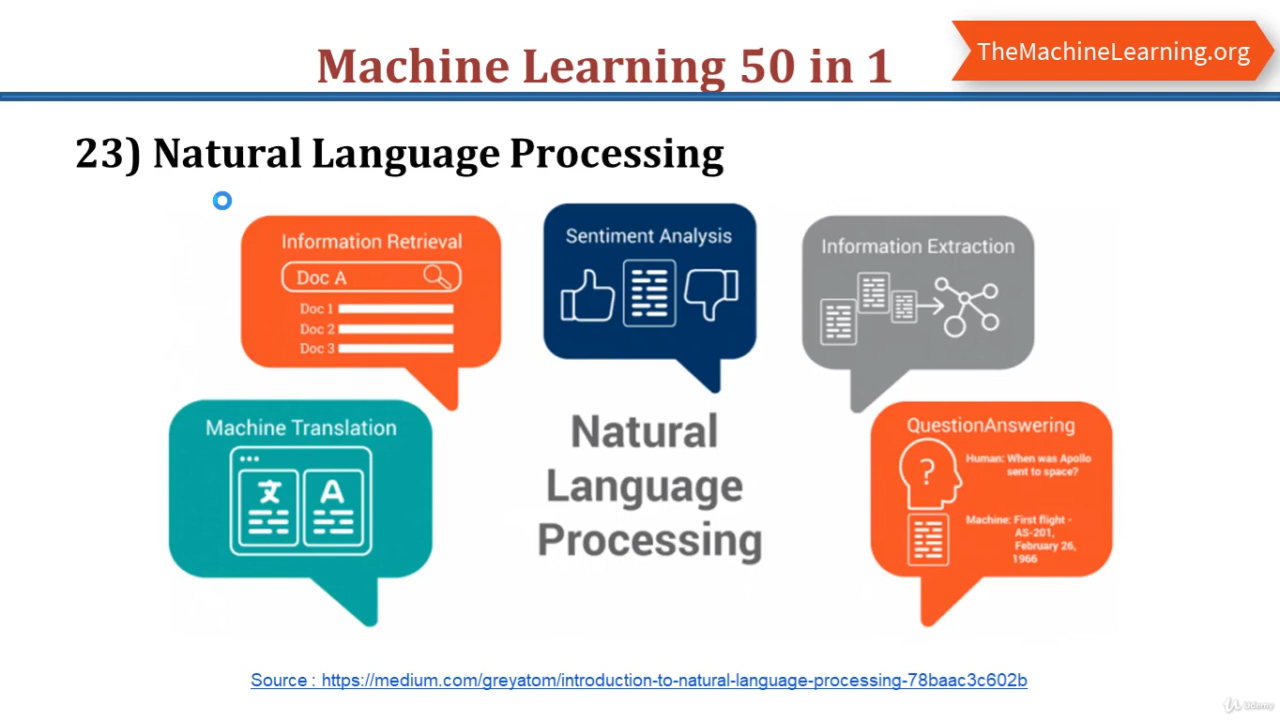 Machine Learning 50 in 1
TheMachineLearning.org
23) Natural Language Processing
Information Retrieval
Doc A
Doc 1
Doc 2
Doc 3
Sentiment Analysis
Information Extraction
Machine Translation
文 A
Natural
Language
Processing
QuestionAnswering
?
Human: When was Apollo
sent to space?
Machine: First flight -
AS-201,
February 26,
1966
Source : https://medium.com/greyatom/introduction-to-natural-language-processing-78baac3c602b
Udemy